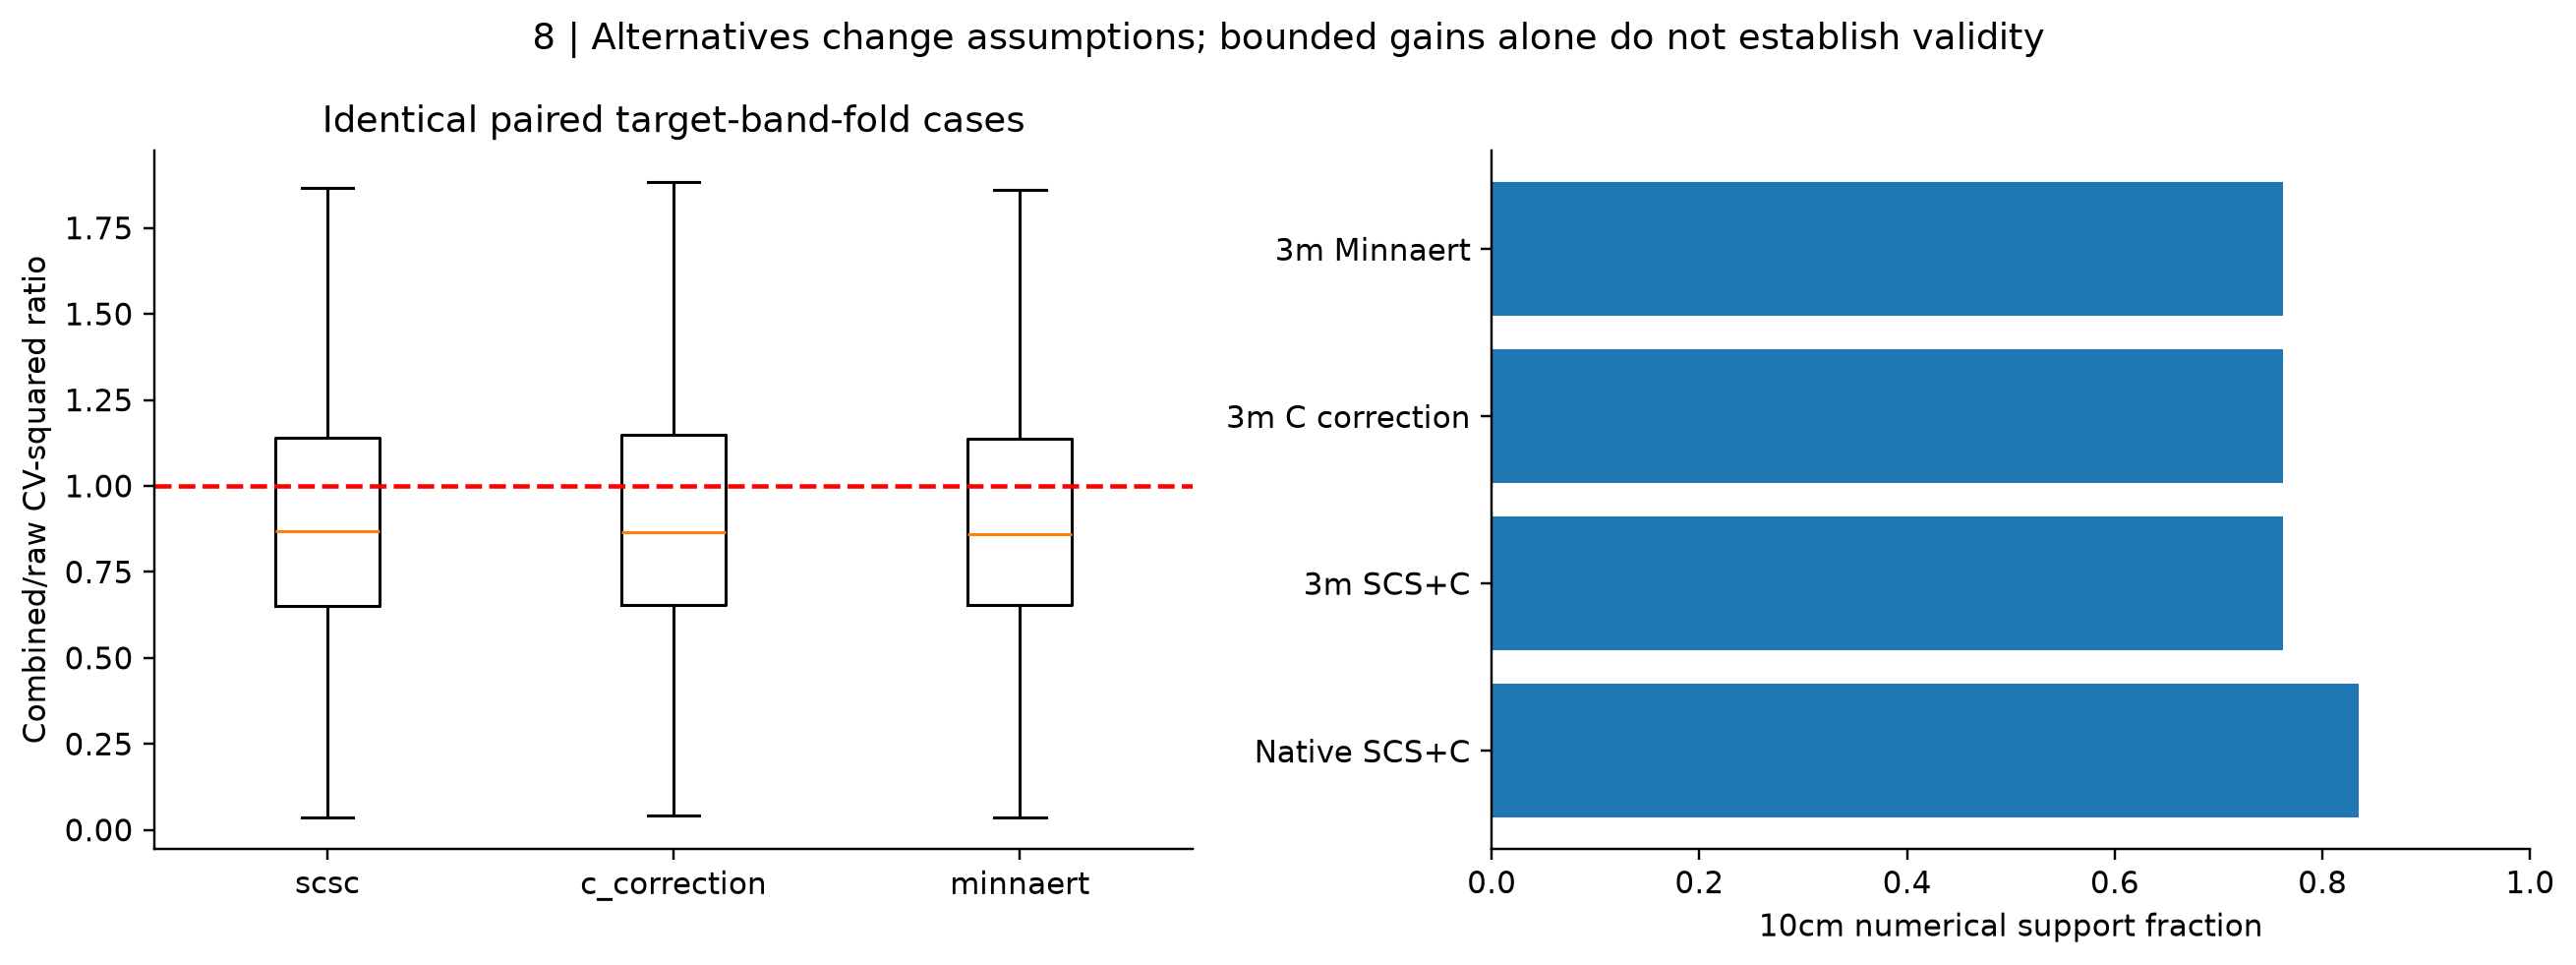 8 | Alternatives change assumptions; bounded gains alone do not establish validity
Identical paired target-band-fold cases
Combined/raw CV-squared ratio
1.75
1.50
1.25
1.00
0.75
0.50
0.25
0.00
scsc
c_correction
minnaert
3m Minnaert
3m C correction
3m SCS+C
Native SCS+C
0.0
0.2
0.4
0.6
0.8
1.0
10cm numerical support fraction